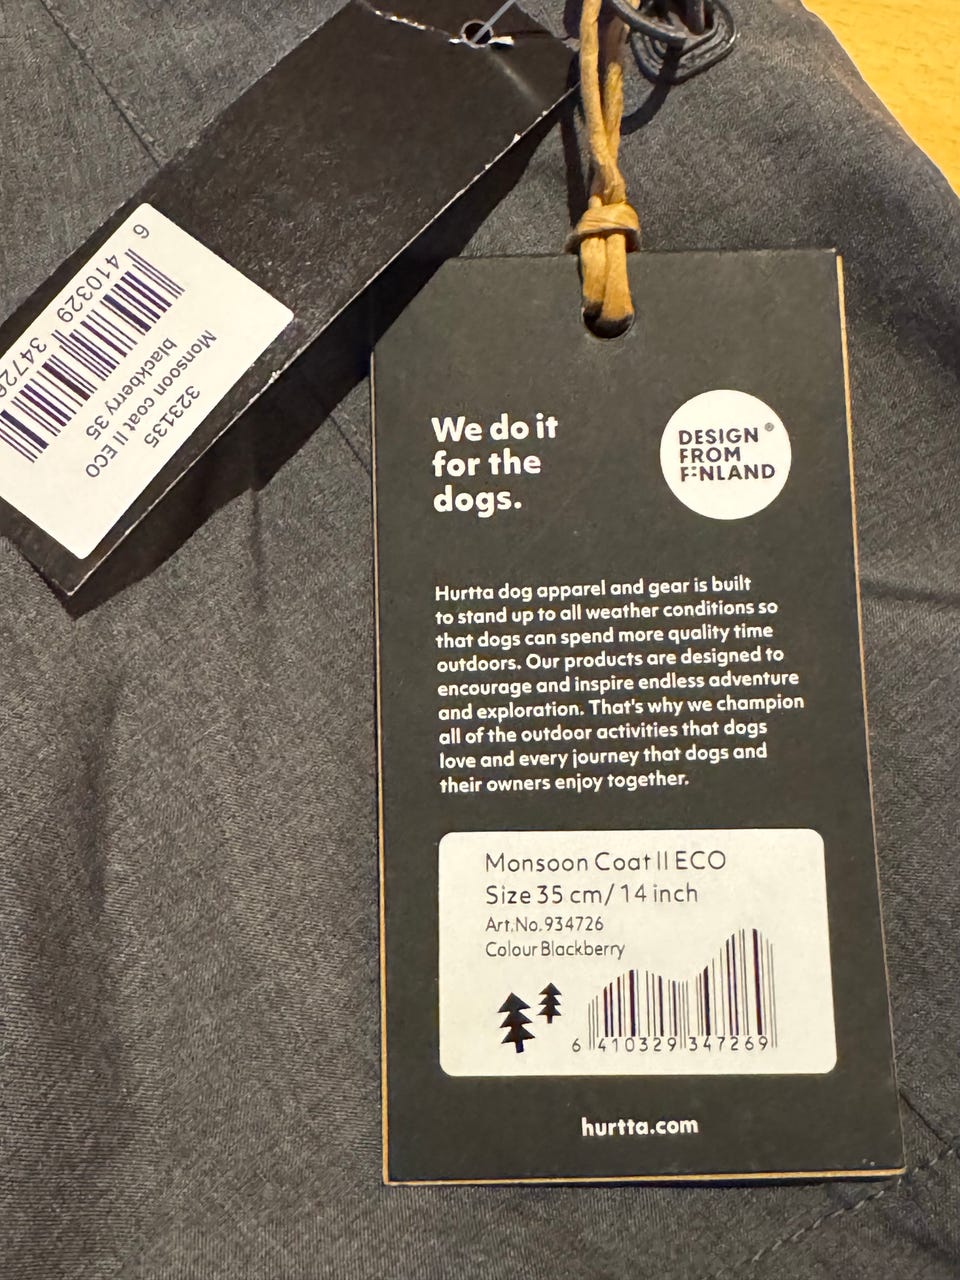 6 410329 34726
323135
Monsoon coat II ECO
blackberry 35
We do it
for the
dogs.
DESIGN ®
FROM
FINLAND
Hurtta dog apparel and gear is built
to stand up to all weather conditions so
that dogs can spend more quality time
outdoors. Our products are designed to
encourage and inspire endless adventure
and exploration. That's why we champion
all of the outdoor activities that dogs
love and every journey that dogs and
their owners enjoy together.
Monsoon Coat II ECO
Size 35 cm/ 14 inch
Art.No.934726
Colour Blackberry
6 410329 347269
hurtta.com